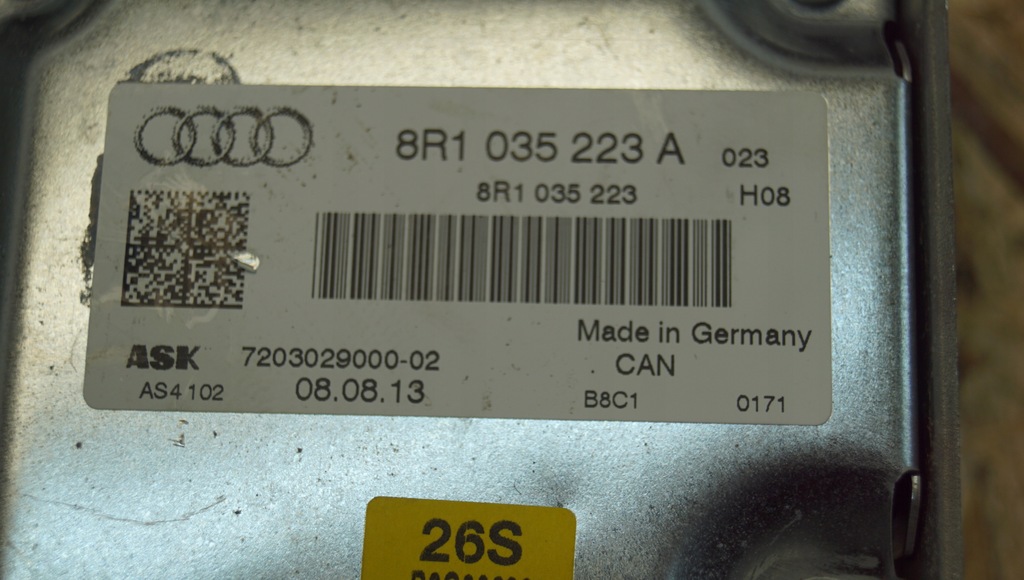 8R1 035 223 A 023
8R1 035 223 H08
Made in Germany
ASK 7203029000-02 CAN
AS4 102 08.08.13 B8C1 0171
26S